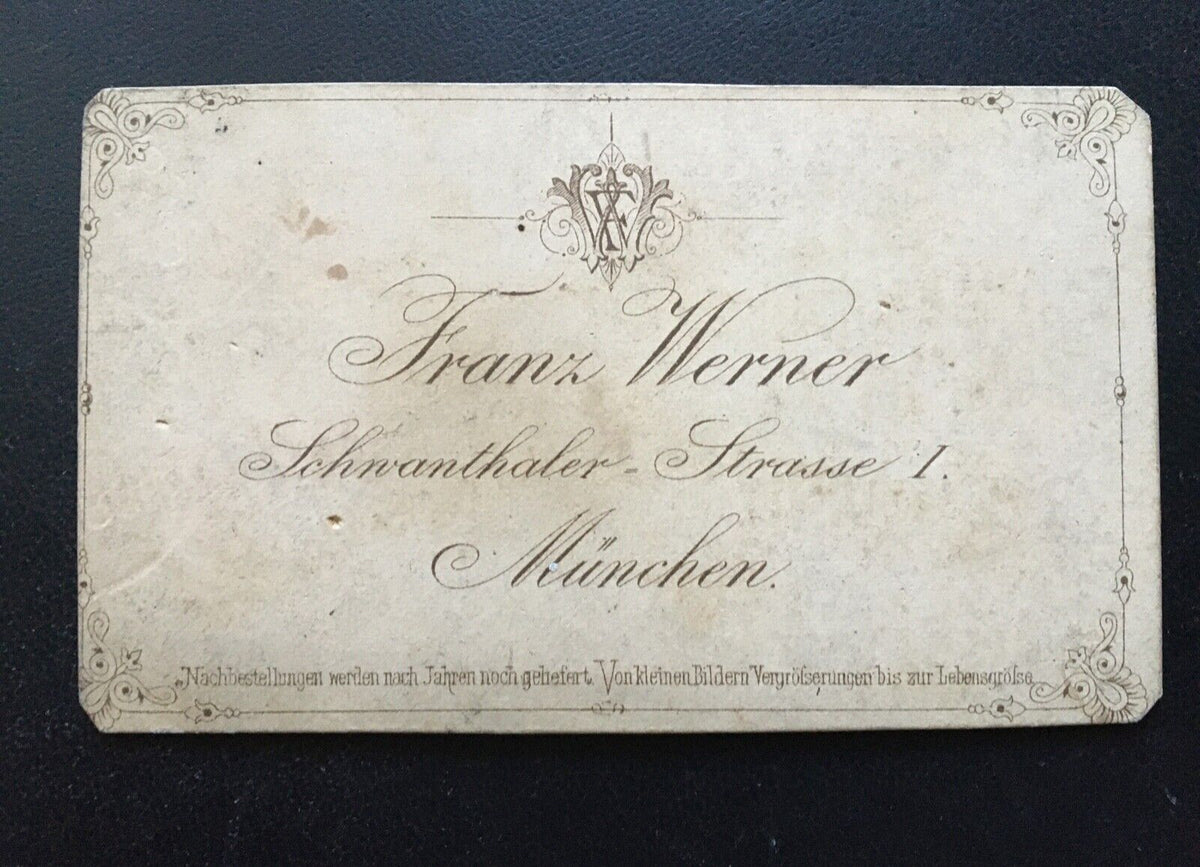 FW
Franz Werner
Schwanthaler-Strasse 1.
München.
Nachbestellungen werden nach Jahren noch geliefert. Von kleinen Bildern Vergröſserungen bis zur Lebensgröſse.